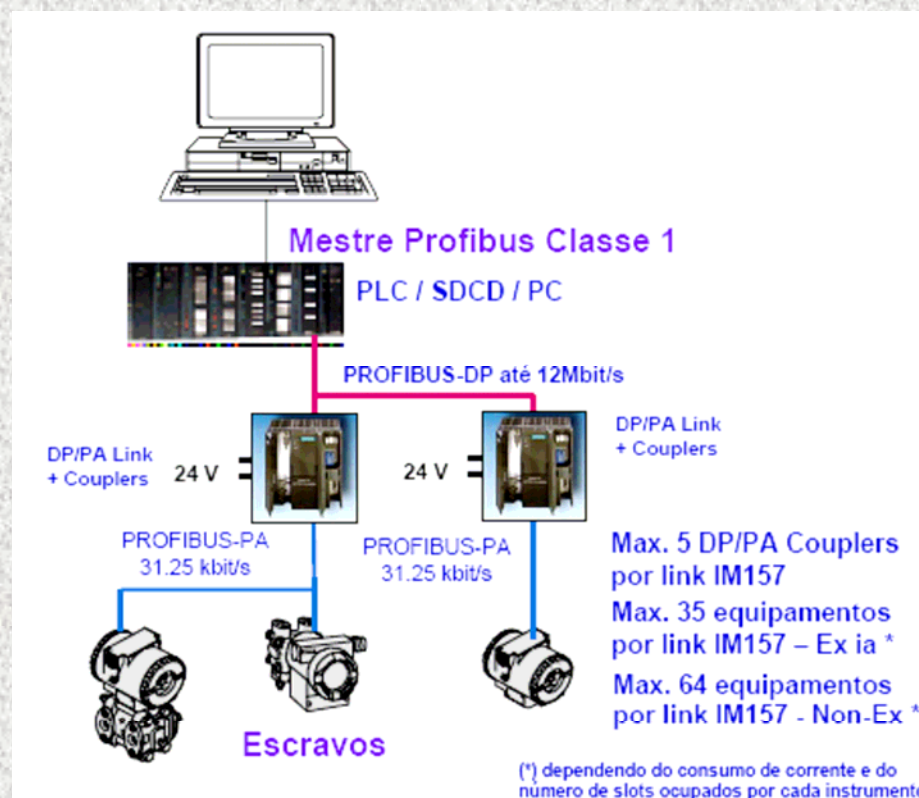 Mestre Profibus Classe 1
PLC / SDCD / PC
PROFIBUS-DP até 12Mbit/s
DP/PA Link
+ Couplers
24 V
DP/PA Link
+ Couplers
24 V
PROFIBUS-PA
31.25 kbit/s
PROFIBUS-PA
31.25 kbit/s
Max. 5 DP/PA Couplers
por link IM157
Max. 35 equipamentos
por link IM157 – Ex ia *
Max. 64 equipamentos
por link IM157 - Non-Ex *
Escravos
(*) dependendo do consumo de corrente e do
número de slots ocupados por cada instrumento